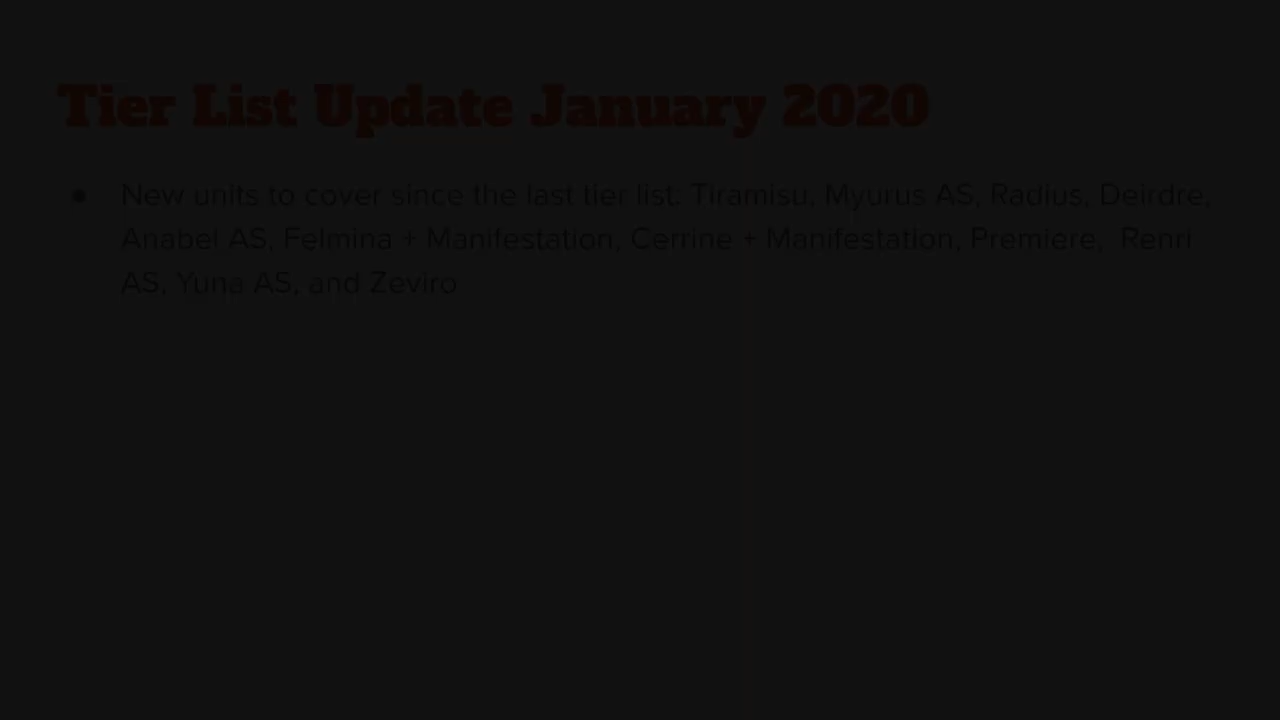 Tier List Update January 2020
● New units to cover since the last tier list: Tiramisu, Myurus AS, Radius, Deirdre,
Anabel AS, Felmina + Manifestation, Cerrine + Manifestation, Premiere, Renri
AS, Yuna AS, and Zeviro